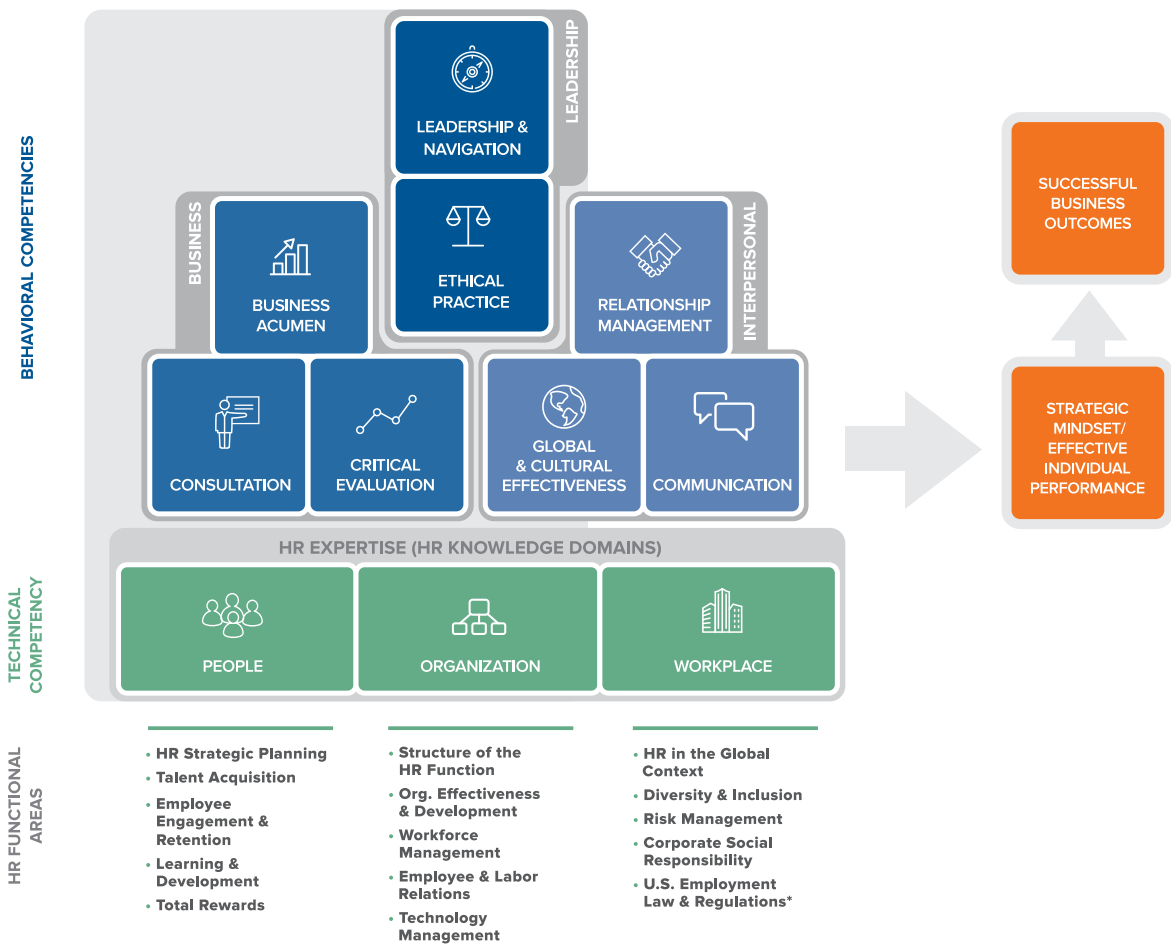 BEHAVIORAL COMPETENCIES
LEADERSHIP
LEADERSHIP &
NAVIGATION
ETHICAL
PRACTICE
BUSINESS
BUSINESS
ACUMEN
CONSULTATION
CRITICAL
EVALUATION
INTERPERSONAL
RELATIONSHIP
MANAGEMENT
GLOBAL
& CULTURAL
EFFECTIVENESS
COMMUNICATION
SUCCESSFUL
BUSINESS
OUTCOMES
STRATEGIC
MINDSET/
EFFECTIVE
INDIVIDUAL
PERFORMANCE
TECHNICAL
COMPETENCY
HR EXPERTISE (HR KNOWLEDGE DOMAINS)
PEOPLE
ORGANIZATION
WORKPLACE
HR FUNCTIONAL
AREAS
• HR Strategic Planning
• Talent Acquisition
• Employee
Engagement &
Retention
• Learning &
Development
• Total Rewards
• Structure of the
HR Function
• Org. Effectiveness
& Development
• Workforce
Management
• Employee & Labor
Relations
• Technology
Management
• HR in the Global
Context
• Diversity & Inclusion
• Risk Management
• Corporate Social
Responsibility
• U.S. Employment
Law & Regulations*